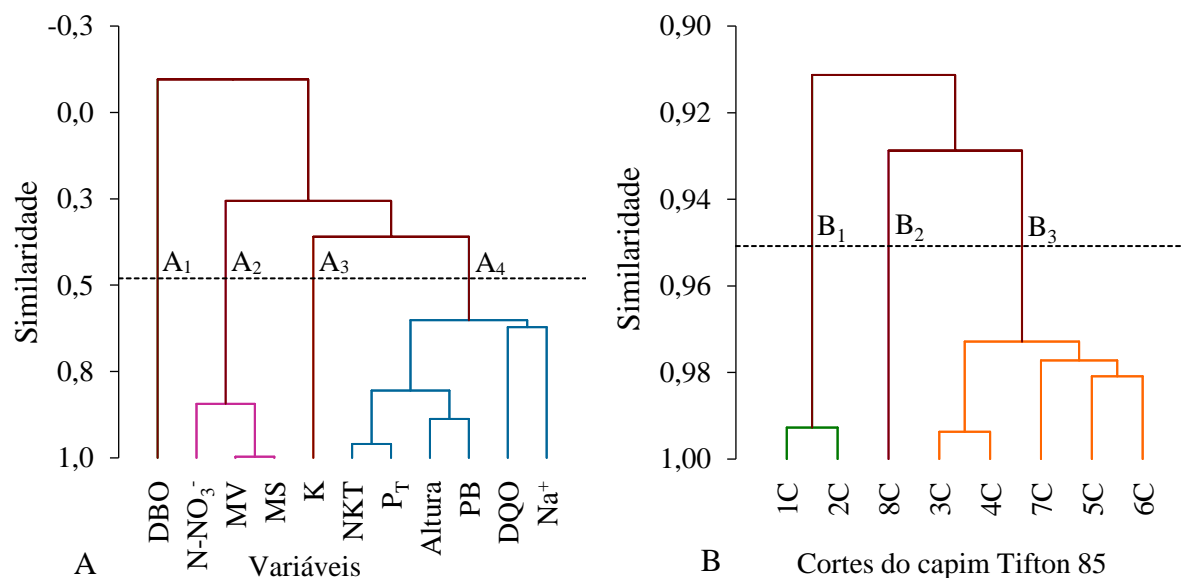 -0,3
0,0
0,3
0,5
0,8
1,0
Similaridade
A₁
A₂
A₃
A₄
DBO
N-NO₃⁻
MV
MS
K
NKT
P_T
Altura
PB
DQO
Na⁺
A
Variáveis
0,90
0,92
0,94
0,96
0,98
1,00
Similaridade
B₁
B₂
B₃
1C
2C
8C
3C
4C
7C
5C
6C
B
Cortes do capim Tifton 85